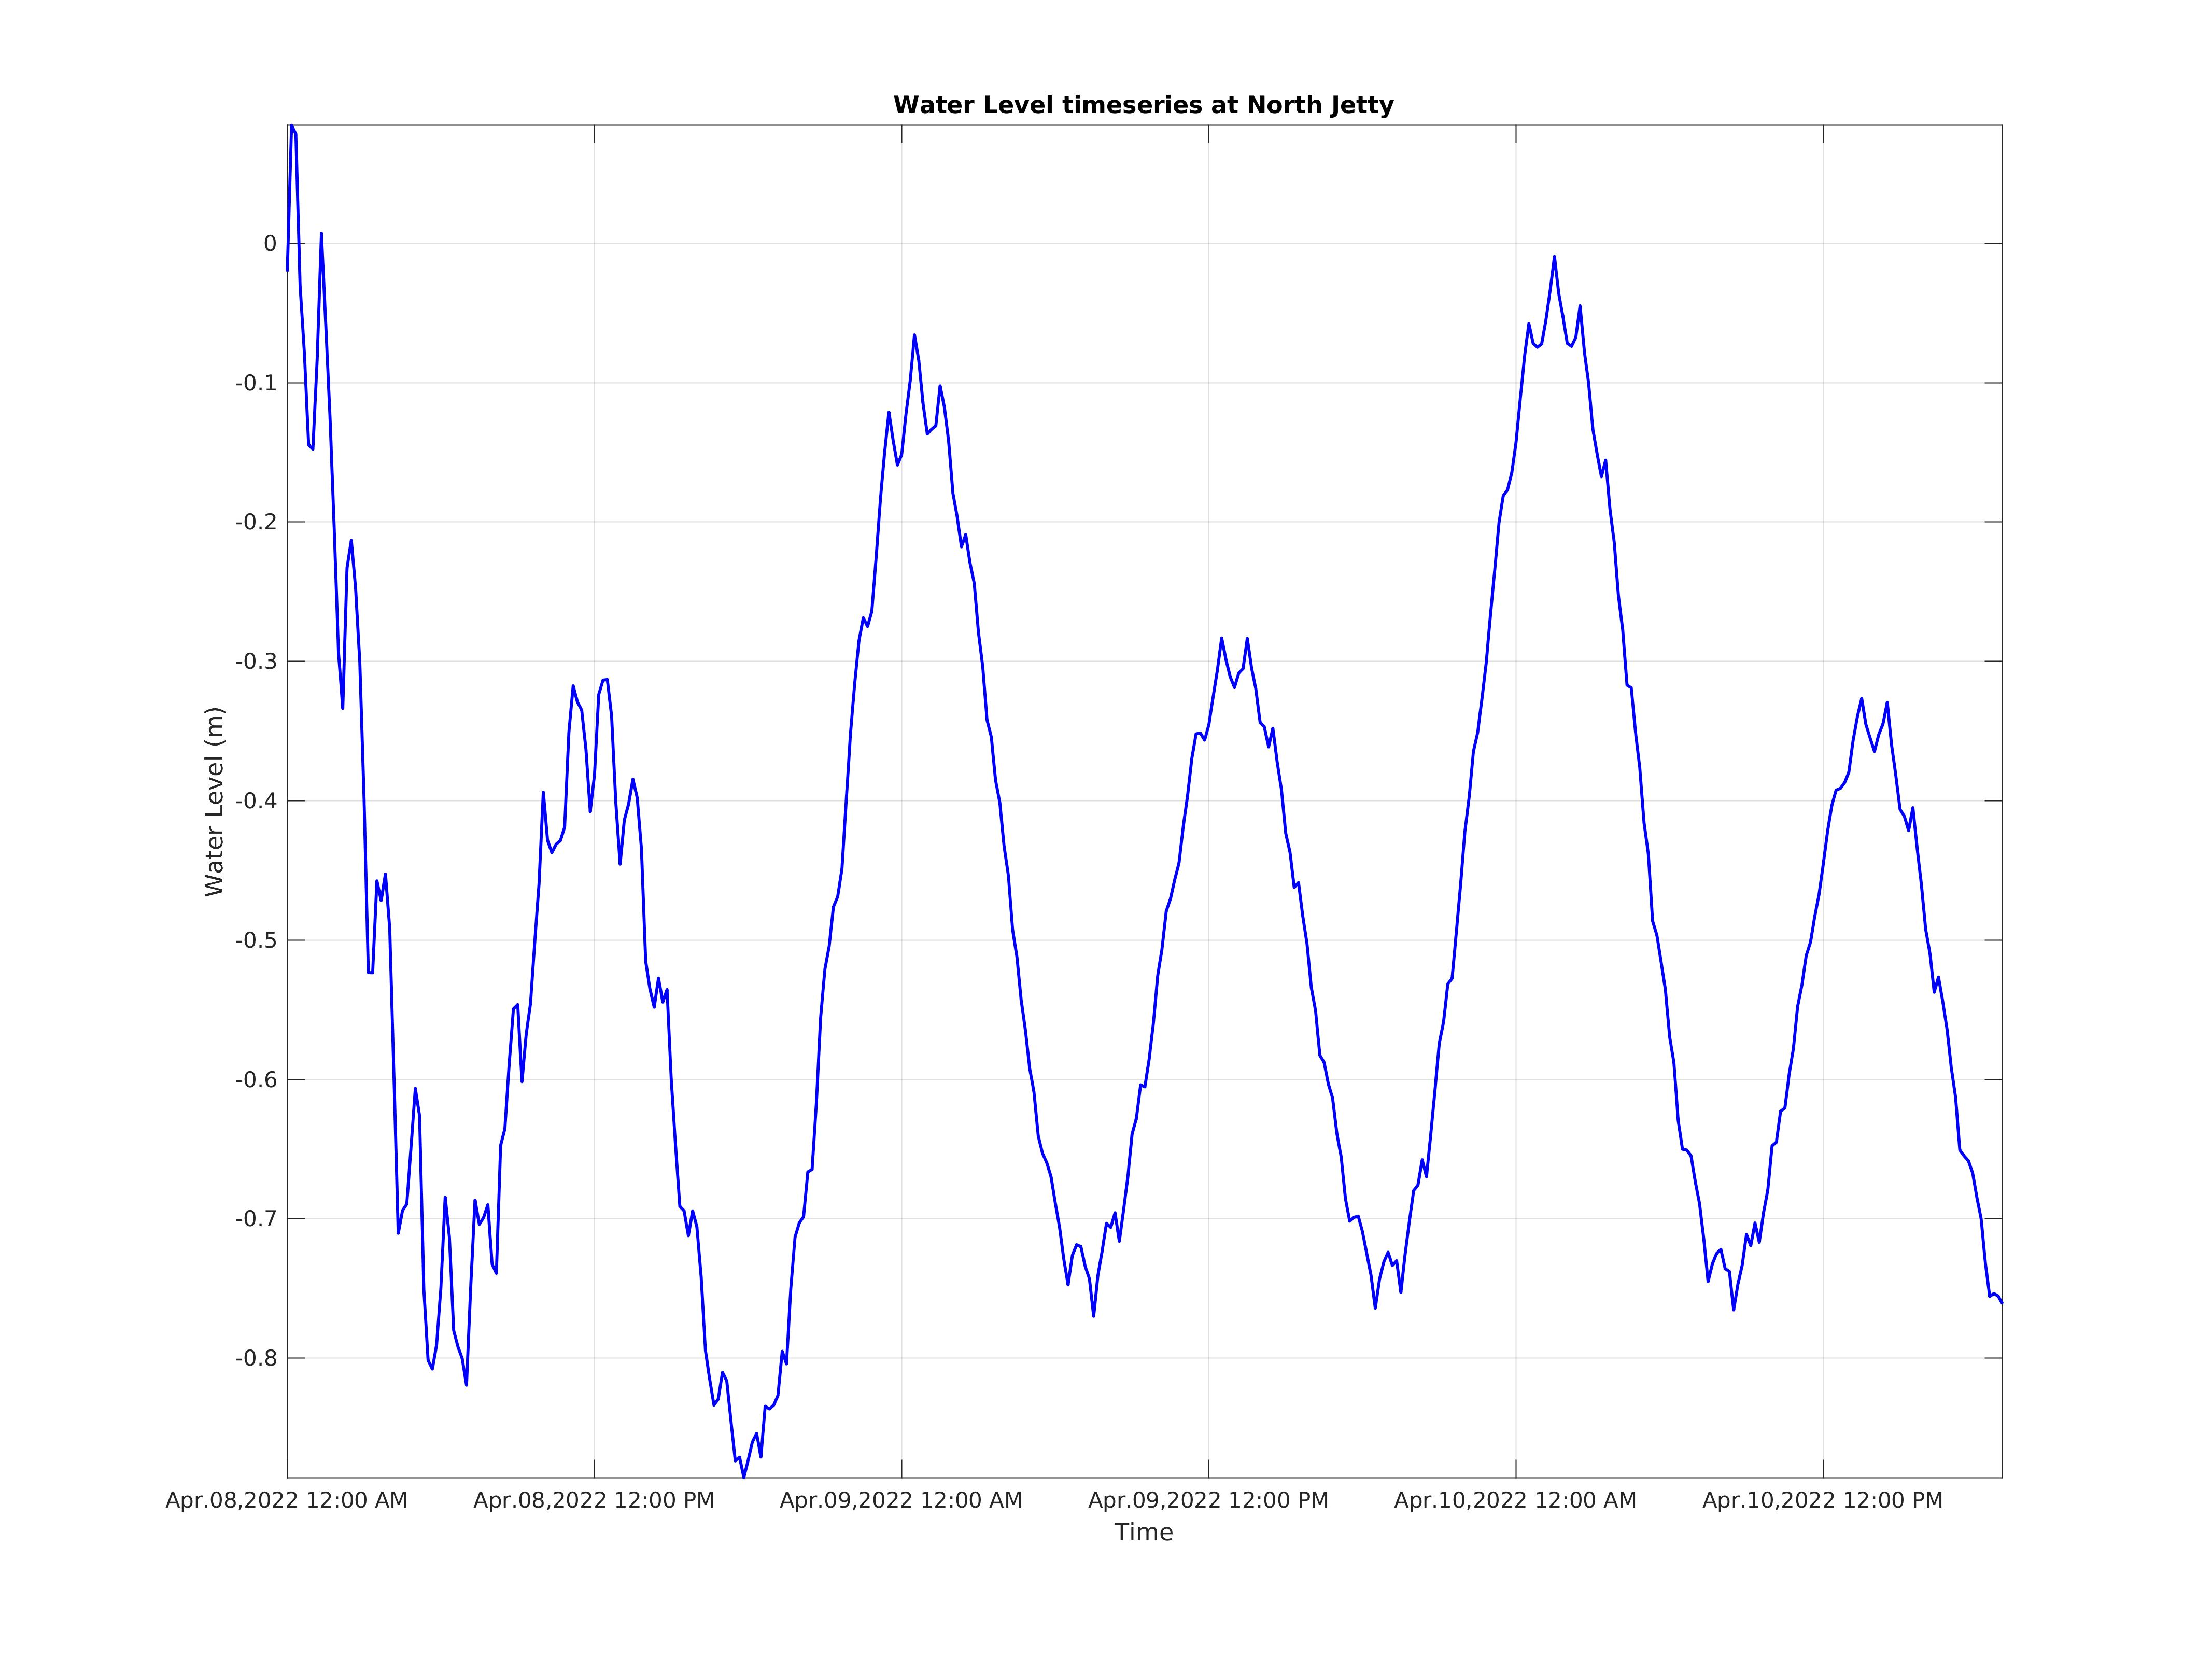 Water Level timeseries at North Jetty
0
-0.1
-0.2
-0.3
-0.4
-0.5
-0.6
-0.7
-0.8
Water Level (m)
Apr.08,2022 12:00 AM Apr.08,2022 12:00 PM Apr.09,2022 12:00 AM Apr.09,2022 12:00 PM Apr.10,2022 12:00 AM Apr.10,2022 12:00 PM
Time